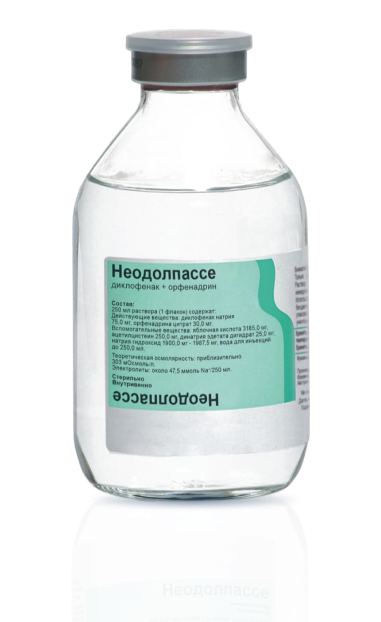 Неодолпассе
диклофенак + орфенадрин
Состав:
250 мл раствора (1 флакон) содержат:
Действующие вещества: диклофенак натрия
75,0 мг, орфенадрина цитрат 30,0 мг.
Вспомогательные вещества: яблочная кислота 3165,0 мг,
ацетилцистеин 250,0 мг, динатрия эдетата дигидрат 25,0 мг,
натрия гидроксид 1900,0 мг - 1987,5 мг, вода для инъекций
до 250,0 мл.
Теоретическая осмолярность: приблизительно
303 мОсмоль/л.
Электролиты: около 47,5 ммоль Na⁺/250 мл.
Стерильно
Внутривенно
Неодолпассе